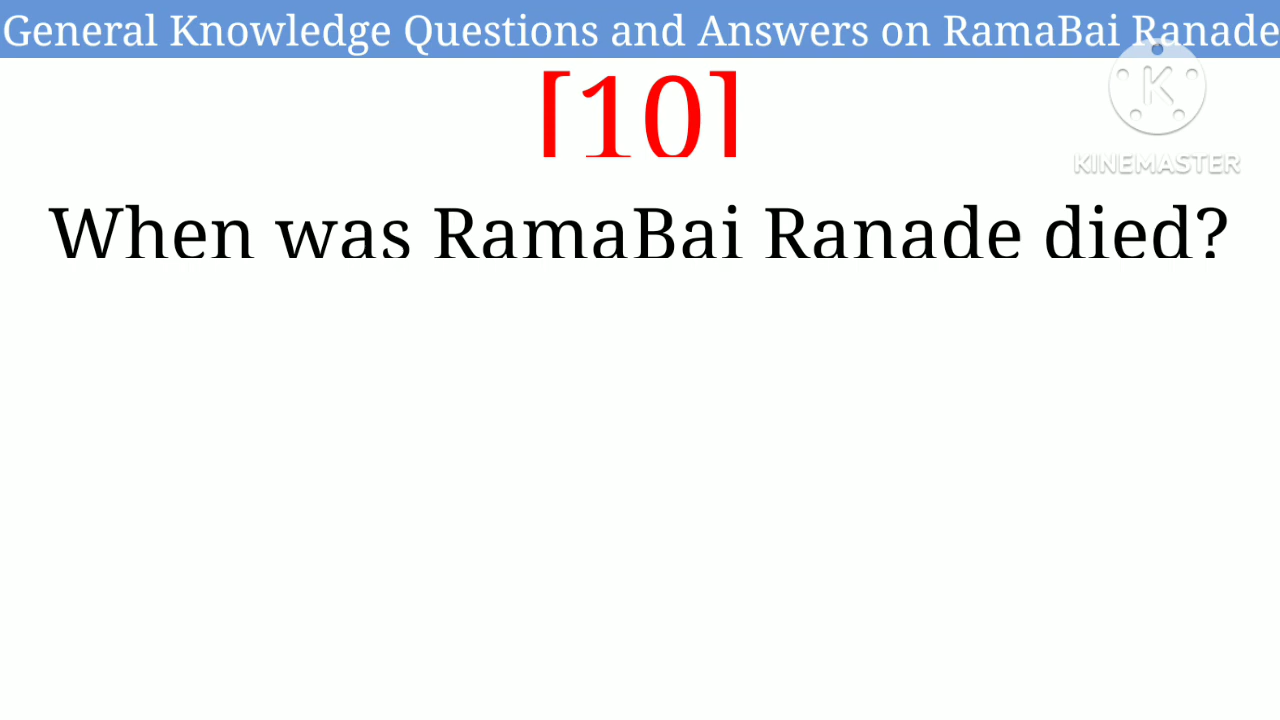 General Knowledge Questions and Answers on RamaBai Ranade
K
KINEMASTER
[10]
When was RamaBai Ranade died?